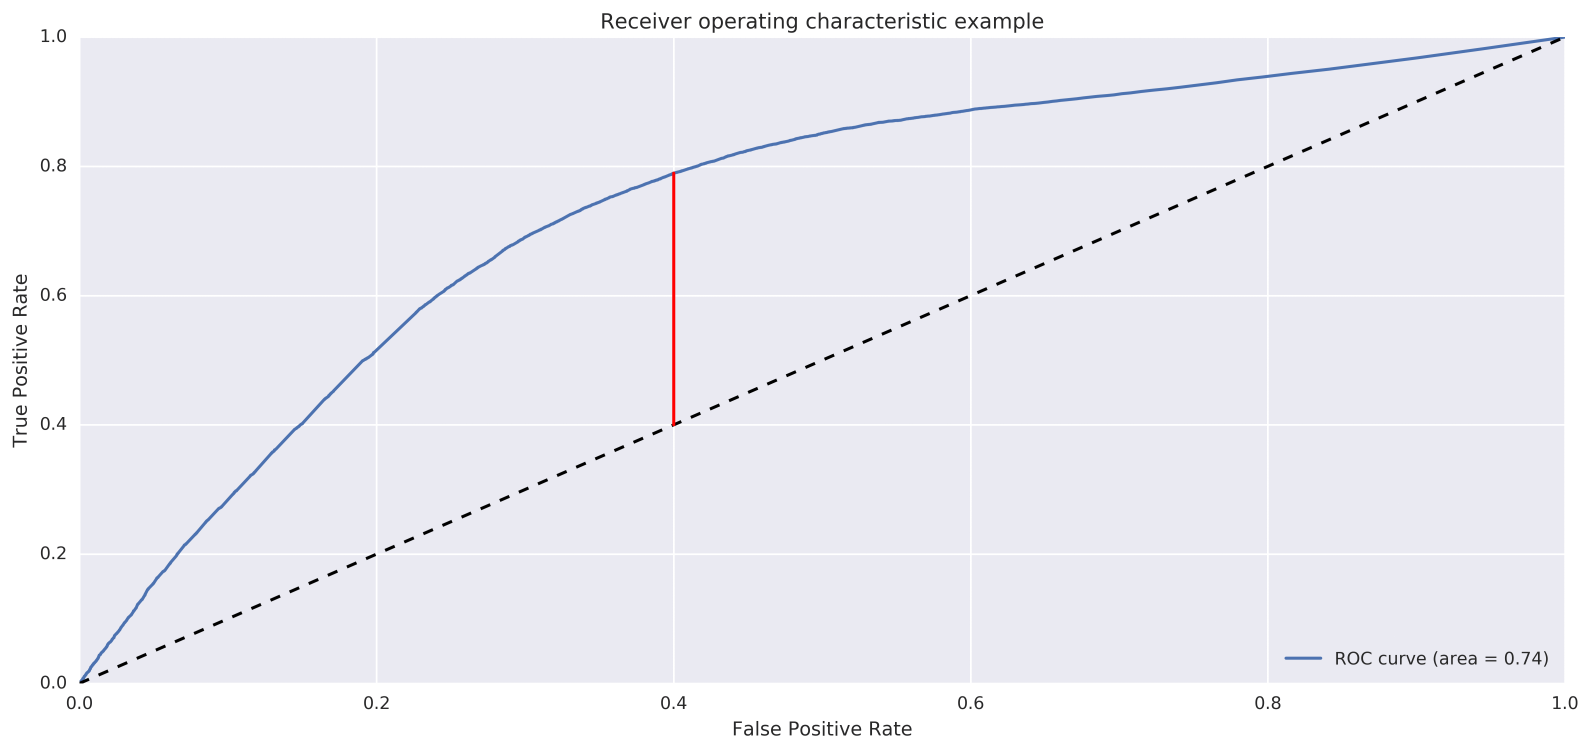 Receiver operating characteristic example
1.0
0.8
0.6
0.4
0.2
0.0
True Positive Rate
ROC curve (area = 0.74)
0.0 0.2 0.4 0.6 0.8 1.0
False Positive Rate